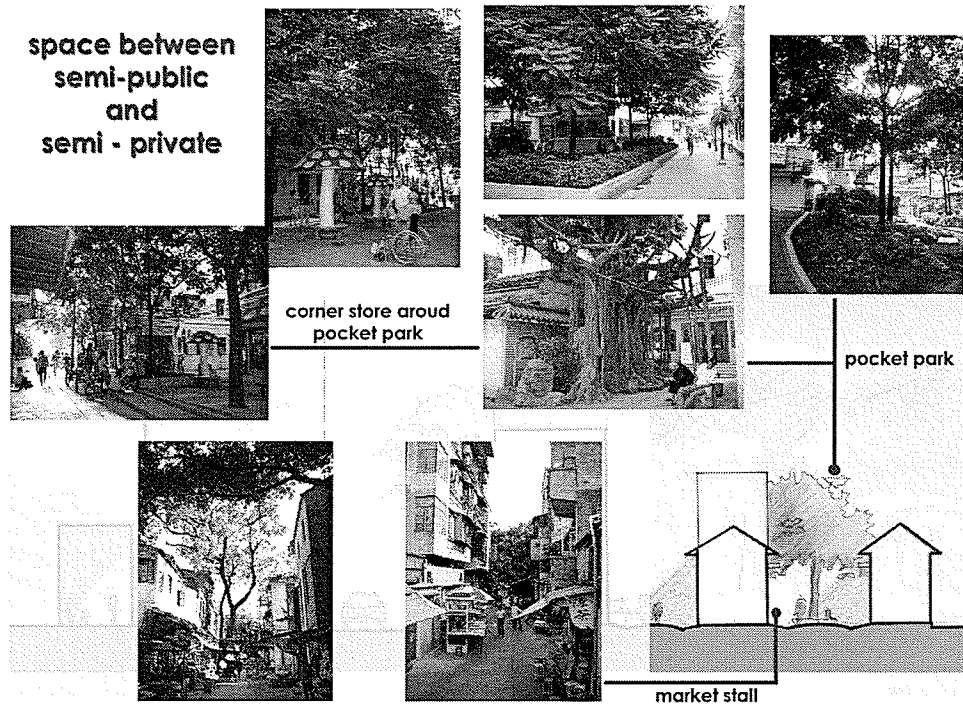 space between
semi-public
and
semi - private
corner store aroud
pocket park
pocket park
market stall